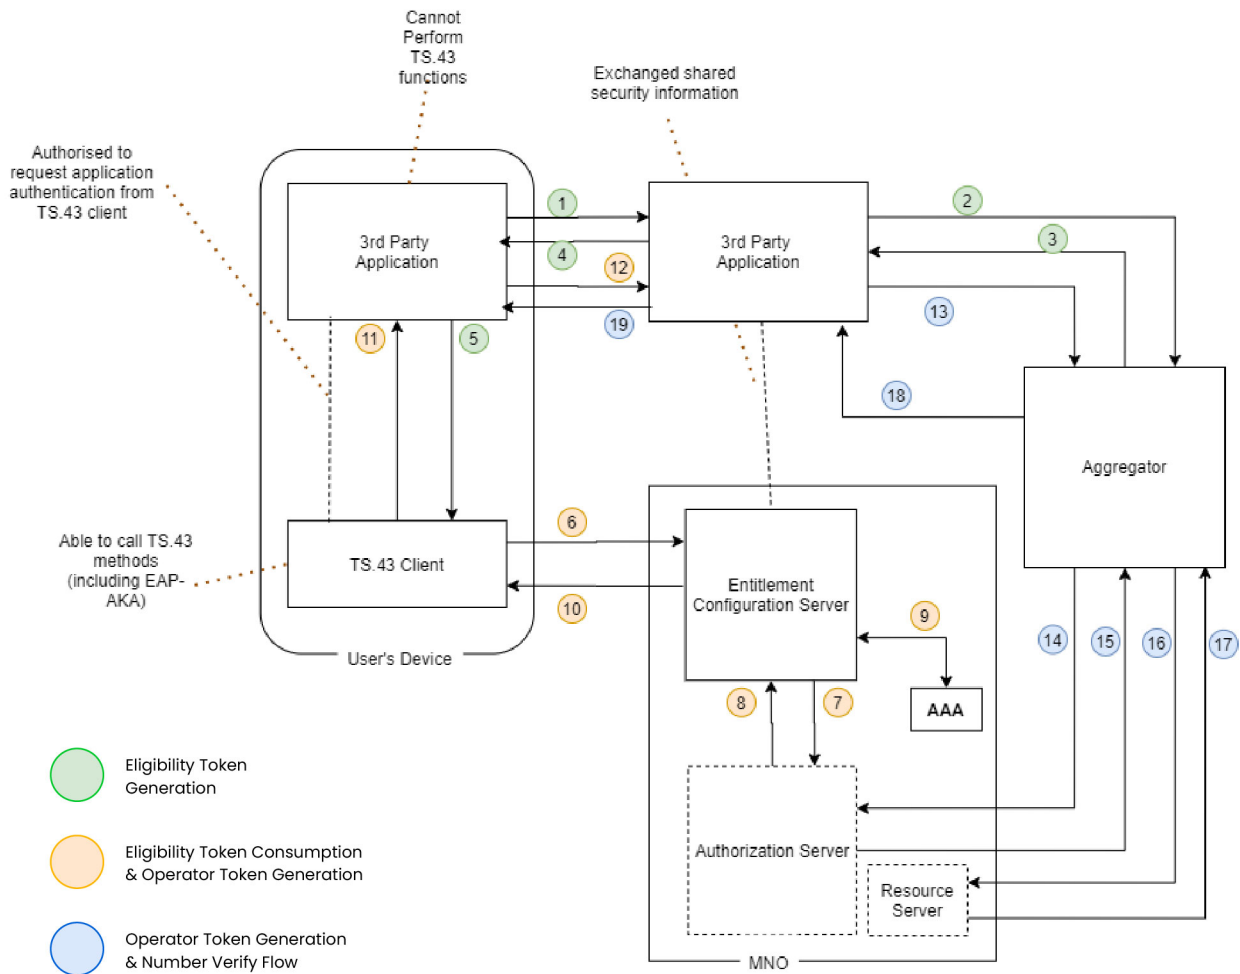 Cannot
Perform
TS.43
functions
Exchanged shared
security information
Authorised to
request application
authentication from
TS.43 client
1
2
3
3rd Party
Application
4
12
3rd Party
Application
13
11
5
19
18
Aggregator
Able to call TS.43
methods
(including EAP-
AKA)
6
TS.43 Client
10
Entitlement
Configuration Server
9
14
15
16
17
User's Device
8
7
AAA
Eligibility Token
Generation
Authorization Server
Eligibility Token Consumption
& Operator Token Generation
Resource
Server
Operator Token Generation
& Number Verify Flow
MNO